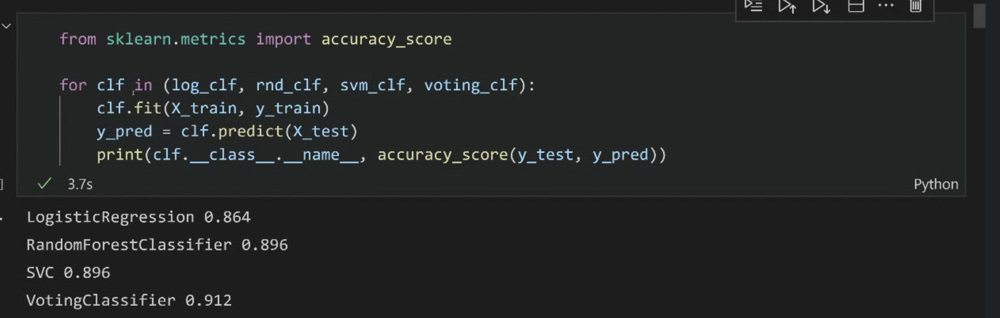 from sklearn.metrics import accuracy_score
for clf in (log_clf, rnd_clf, svm_clf, voting_clf):
clf.fit(X_train, y_train)
y_pred = clf.predict(X_test)
print(clf.__class__.__name__, accuracy_score(y_test, y_pred))
] 3.7s Python
LogisticRegression 0.864
RandomForestClassifier 0.896
SVC 0.896
VotingClassifier 0.912